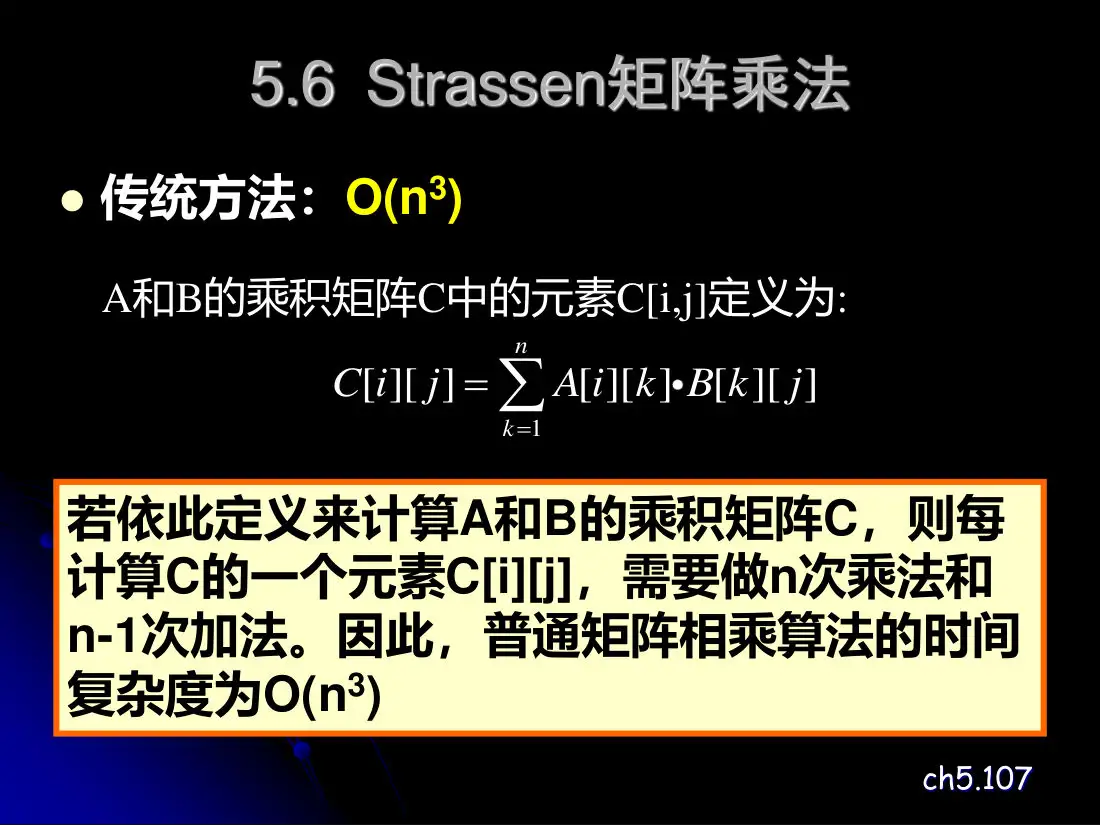 5.6 Strassen矩阵乘法
传统方法：O(n³)
A和B的乘积矩阵C中的元素C[i,j]定义为:
C[i][j] = ∑_{k=1}^{n} A[i][k]•B[k][j]
若依此定义来计算A和B的乘积矩阵C，则每
计算C的一个元素C[i][j]，需要做n次乘法和
n-1次加法。因此，普通矩阵相乘算法的时间
复杂度为O(n³)
ch5.107